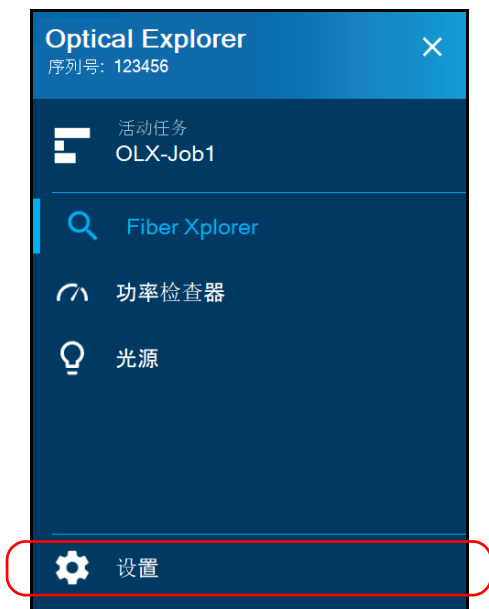 Optical Explorer
序列号: 123456
活动任务
OLX-Job1
Fiber Xplorer
功率检查器
光源
设置